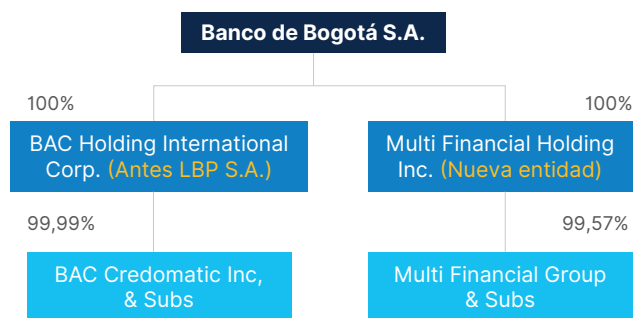 Banco de Bogotá S.A.
100%
100%
BAC Holding International
Corp. (Antes LBP S.A.)
Multi Financial Holding
Inc. (Nueva entidad)
99,99%
99,57%
BAC Credomatic Inc,
& Subs
Multi Financial Group
& Subs